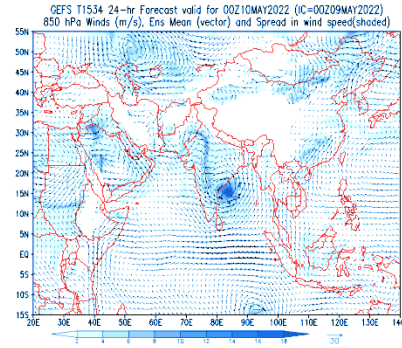 GEFS T1534 24-hr Forecast valid for 00Z10MAY2022 (IC=00Z09MAY2022)
850 hPa Winds (m/s), Ens Mean (vector) and Spread in wind speed(shaded)
55N
50N
45N
40N
35N
30N
25N
20N
15N
10N
5N
EQ
5S
10S
15S
20E 30E 40E 50E 60E 70E 80E 90E 100E 110E 120E 130E 14
2 4 6 8 10 12 14 16 18 30